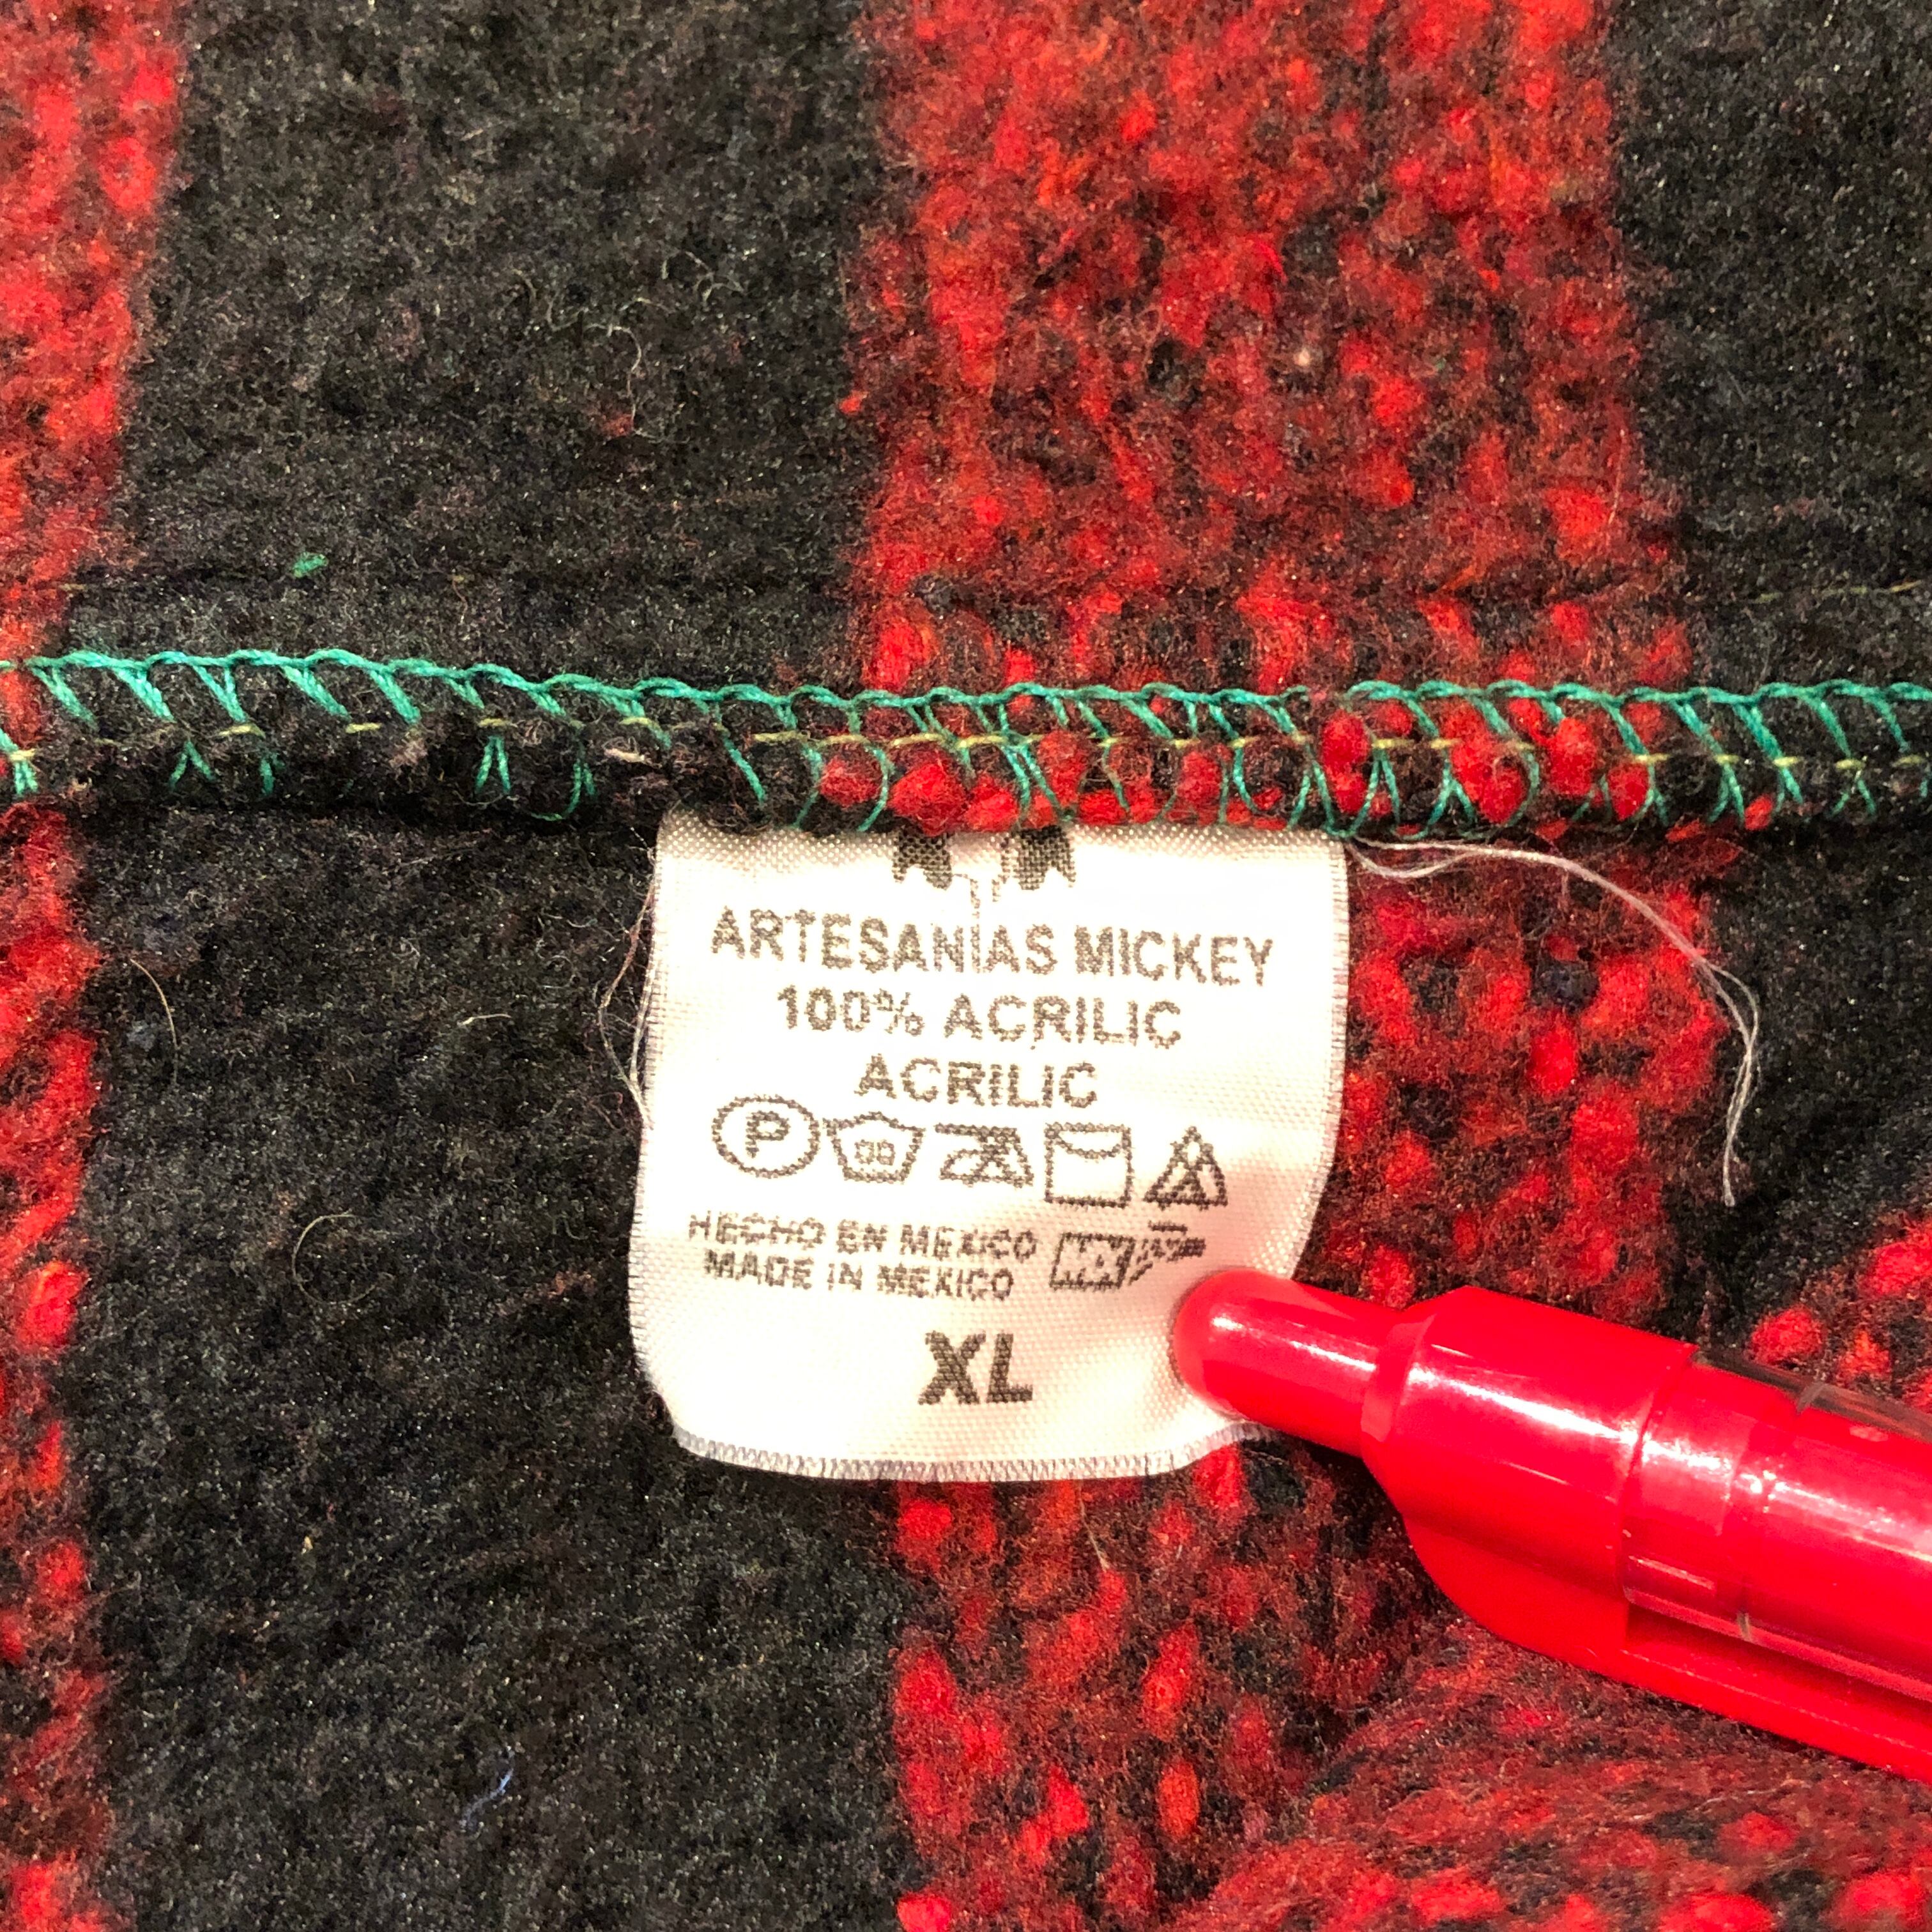 ARTESANIAS MICKEY
100% ACRILIC
ACRILIC
P
HECHO EN MEXICO
MADE IN MEXICO
XL